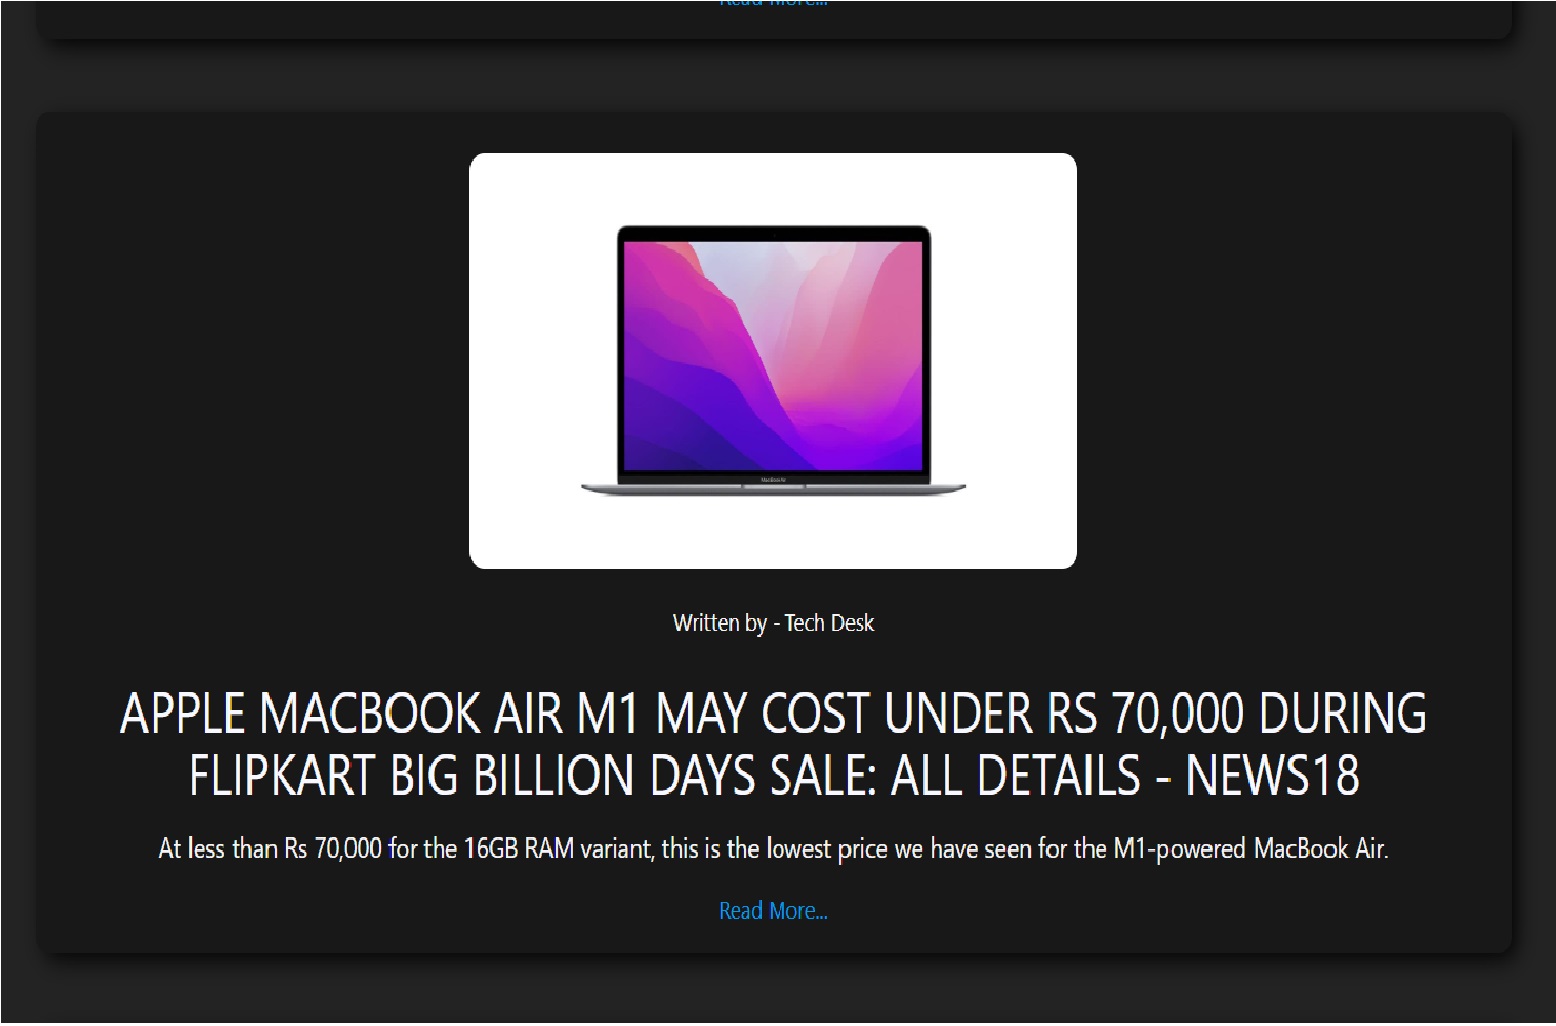 Read More...
MacBook Air
Written by - Tech Desk
APPLE MACBOOK AIR M1 MAY COST UNDER RS 70,000 DURING
FLIPKART BIG BILLION DAYS SALE: ALL DETAILS - NEWS18
At less than Rs 70,000 for the 16GB RAM variant, this is the lowest price we have seen for the M1-powered MacBook Air.
Read More...